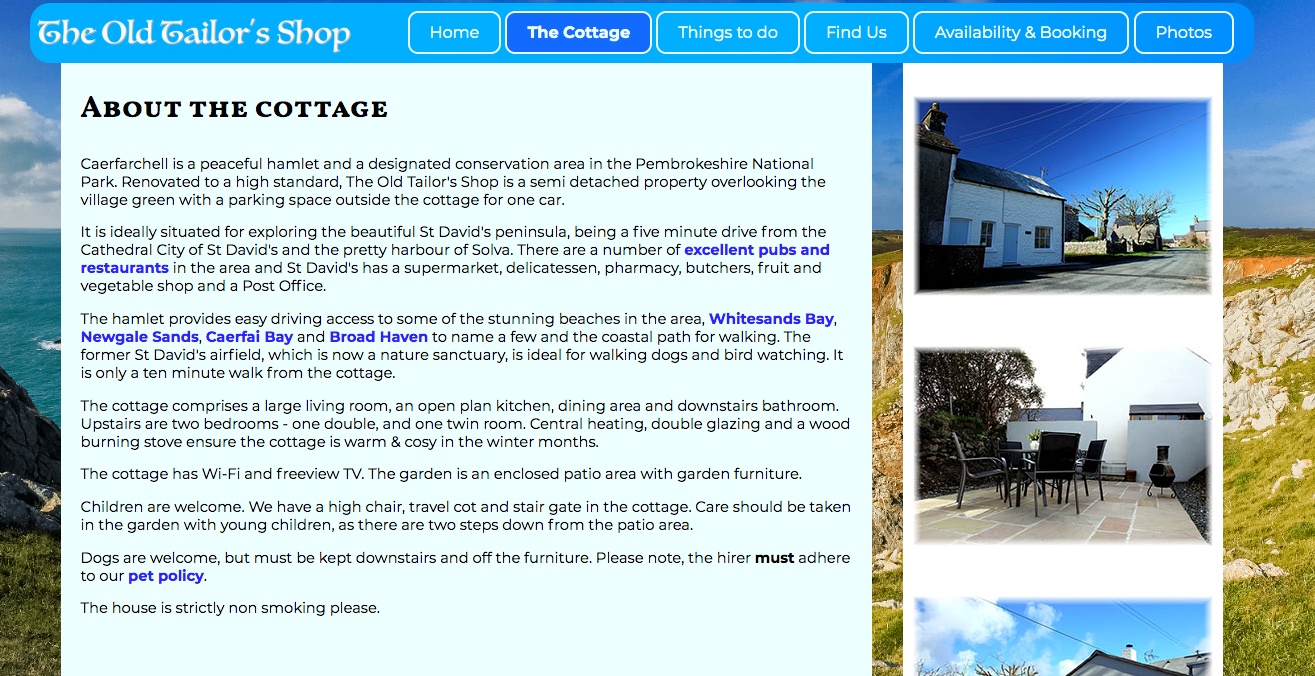 The Old Tailor's Shop
Home
The Cottage
Things to do
Find Us
Availability & Booking
Photos
About the cottage
Caerfarchell is a peaceful hamlet and a designated conservation area in the Pembrokeshire National
Park. Renovated to a high standard, The Old Tailor's Shop is a semi detached property overlooking the
village green with a parking space outside the cottage for one car.
It is ideally situated for exploring the beautiful St David's peninsula, being a five minute drive from the
Cathedral City of St David's and the pretty harbour of Solva. There are a number of excellent pubs and
restaurants in the area and St David's has a supermarket, delicatessen, pharmacy, butchers, fruit and
vegetable shop and a Post Office.
The hamlet provides easy driving access to some of the stunning beaches in the area, Whitesands Bay,
Newgale Sands, Caerfai Bay and Broad Haven to name a few and the coastal path for walking. The
former St David's airfield, which is now a nature sanctuary, is ideal for walking dogs and bird watching. It
is only a ten minute walk from the cottage.
The cottage comprises a large living room, an open plan kitchen, dining area and downstairs bathroom.
Upstairs are two bedrooms - one double, and one twin room. Central heating, double glazing and a wood
burning stove ensure the cottage is warm & cosy in the winter months.
The cottage has Wi-Fi and freeview TV. The garden is an enclosed patio area with garden furniture.
Children are welcome. We have a high chair, travel cot and stair gate in the cottage. Care should be taken
in the garden with young children, as there are two steps down from the patio area.
Dogs are welcome, but must be kept downstairs and off the furniture. Please note, the hirer must adhere
to our pet policy.
The house is strictly non smoking please.